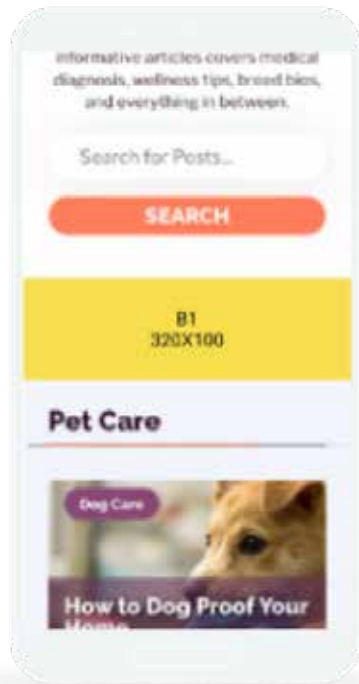 informative articles covers medical
diagnosis, wellness tips, breed bios,
and everything in between.
Search for Posts...
SEARCH
B1
320X100
Pet Care
Dog Care
How to Dog Proof Your
Home